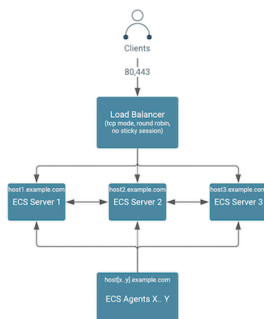 Clients
80,443
Load Balancer
(tcp mode, round robin,
no sticky session)
host1.example.com
ECS Server 1
host2.example.com
ECS Server 2
host3.example.com
ECS Server 3
host[x..y].example.com
ECS Agents X.. Y